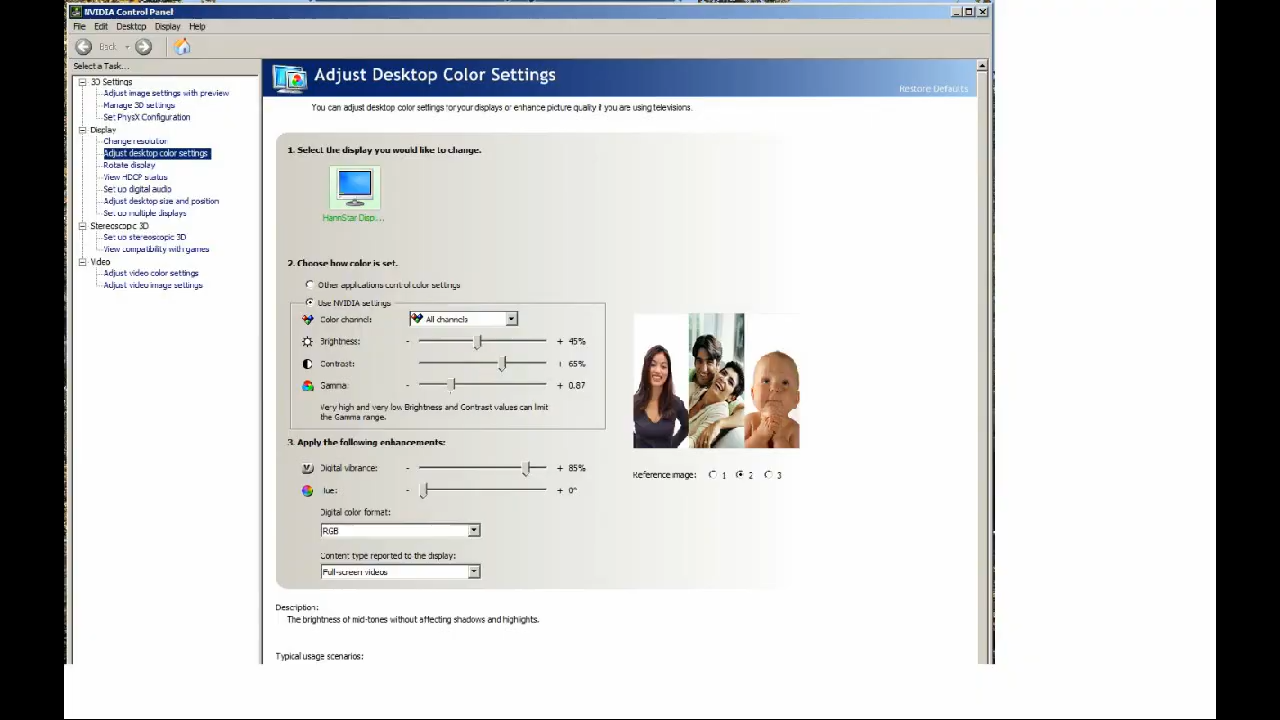 NVIDIA Control Panel
File Edit Desktop Display Help
Back
Select a Task...
3D Settings
Adjust image settings with preview
Manage 3D settings
Set PhysX Configuration
Display
Change resolution
Adjust desktop color settings
Rotate display
View HDCP status
Set up digital audio
Adjust desktop size and position
Set up multiple displays
Stereoscopic 3D
Set up stereoscopic 3D
View compatibility with games
Video
Adjust video color settings
Adjust video image settings
Adjust Desktop Color Settings
Restore Defaults
You can adjust desktop color settings for your displays or enhance picture quality if you are using televisions.
1. Select the display you would like to change.
HannStar Disp...
2. Choose how color is set.
Other applications control color settings
Use NVIDIA settings
Color channel: All channels
Brightness: - + 45%
Contrast: + 65%
Gamma: - + 0.87
Very high and very low Brightness and Contrast values can limit
the Gamma range.
3. Apply the following enhancements:
Digital vibrance: - + 85%
Hue: - + 0°
Reference image: 1 2 3
Digital color format:
RGB
Content type reported to the display:
Full-screen videos
Description:
The brightness of mid-tones without affecting shadows and highlights.
Typical usage scenarios: